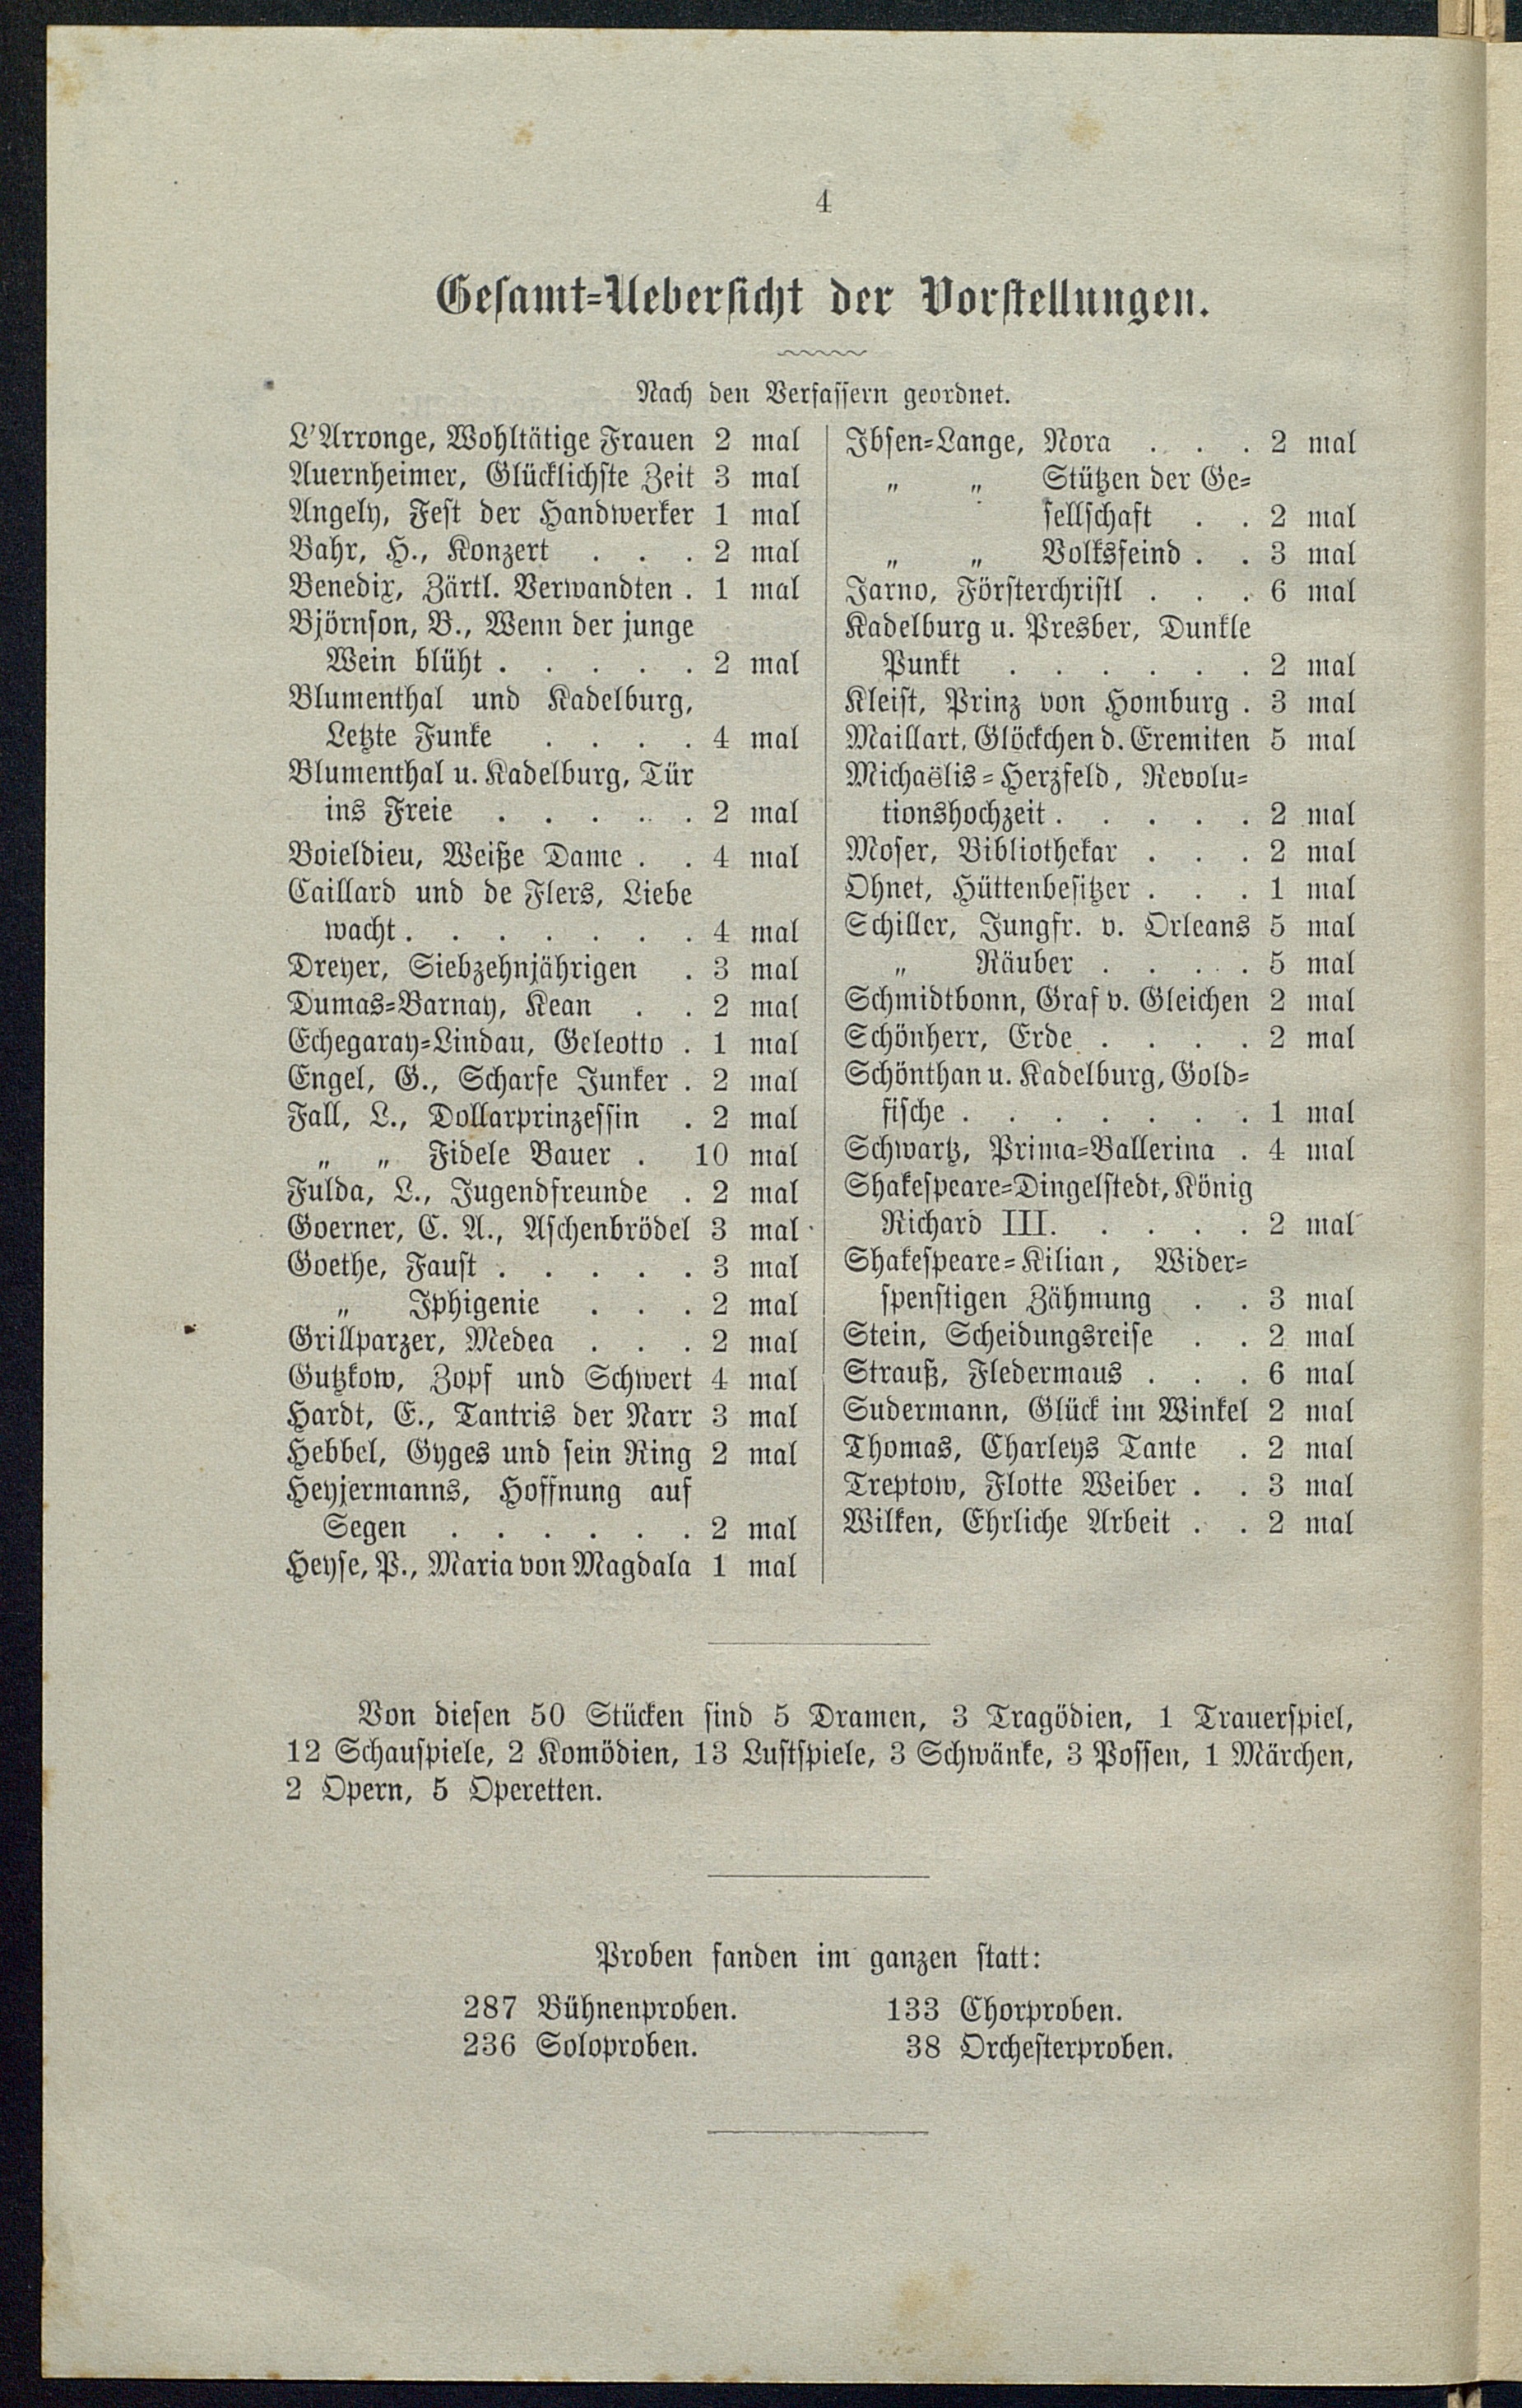 4
Gesamt-Uebersicht der Vorstellungen.
Nach den Verfassern geordnet.
L'Arronge, Wohltätige Frauen 2 mal
Auernheimer, Glücklichste Zeit 3 mal
Angely, Fest der Handwerker 1 mal
Bahr, H., Konzert . . . 2 mal
Benedix, Zärtl. Verwandten . 1 mal
Björnson, B., Wenn der junge
Wein blüht . . . . . 2 mal
Blumenthal und Kadelburg,
Letzte Funke . . . . 4 mal
Blumenthal u. Kadelburg, Tür
ins Freie . . . . . 2 mal
Boieldieu, Weiße Dame . . 4 mal
Caillard und de Flers, Liebe
wacht . . . . . . . 4 mal
Dreyer, Siebzehnjährigen . 3 mal
Dumas-Barnay, Kean . . 2 mal
Echegaray-Lindau, Geleotto . 1 mal
Engel, G., Scharfe Junker . 2 mal
Fall, L., Dollarprinzessin . 2 mal
„ „ Fidele Bauer . 10 mal
Fulda, L., Jugendfreunde . 2 mal
Goerner, C. A., Aschenbrödel 3 mal
Goethe, Faust . . . . . 3 mal
„ Iphigenie . . . 2 mal
Grillparzer, Medea . . . 2 mal
Gutzkow, Zopf und Schwert 4 mal
Hardt, E., Tantris der Narr 3 mal
Hebbel, Gyges und sein Ring 2 mal
Heyjermanns, Hoffnung auf
Segen . . . . . . 2 mal
Heyse, P., Maria von Magdala 1 mal
Ibsen-Lange, Nora . . . 2 mal
„ „ Stützen der Ge-
sellschaft . . 2 mal
„ „ Volksfeind . . 3 mal
Jarno, Försterchristl . . . 6 mal
Kadelburg u. Presber, Dunkle
Punkt . . . . . . 2 mal
Kleist, Prinz von Homburg . 3 mal
Maillart, Glöckchen d. Eremiten 5 mal
Michaëlis-Herzfeld, Revolu-
tionshochzeit . . . . . 2 mal
Moser, Bibliothekar . . . 2 mal
Ohnet, Hüttenbesitzer . . . 1 mal
Schiller, Jungfr. v. Orleans 5 mal
„ Räuber . . . . 5 mal
Schmidtbonn, Graf v. Gleichen 2 mal
Schönherr, Erde . . . . 2 mal
Schönthan u. Kadelburg, Gold-
fische . . . . . . . 1 mal
Schwartz, Prima-Ballerina . 4 mal
Shakespeare-Dingelstedt, König
Richard III. . . . . 2 mal
Shakespeare-Kilian, Wider-
spenstigen Zähmung . . 3 mal
Stein, Scheidungsreise . . 2 mal
Strauß, Fledermaus . . . 6 mal
Sudermann, Glück im Winkel 2 mal
Thomas, Charleys Tante . 2 mal
Treptow, Flotte Weiber . . 3 mal
Wilken, Ehrliche Arbeit . . 2 mal
Von diesen 50 Stücken sind 5 Dramen, 3 Tragödien, 1 Trauerspiel,
12 Schauspiele, 2 Komödien, 13 Lustspiele, 3 Schwänke, 3 Possen, 1 Märchen,
2 Opern, 5 Operetten.
Proben fanden im ganzen statt:
287 Bühnenproben. 133 Chorproben.
236 Soloproben. 38 Orchesterproben.